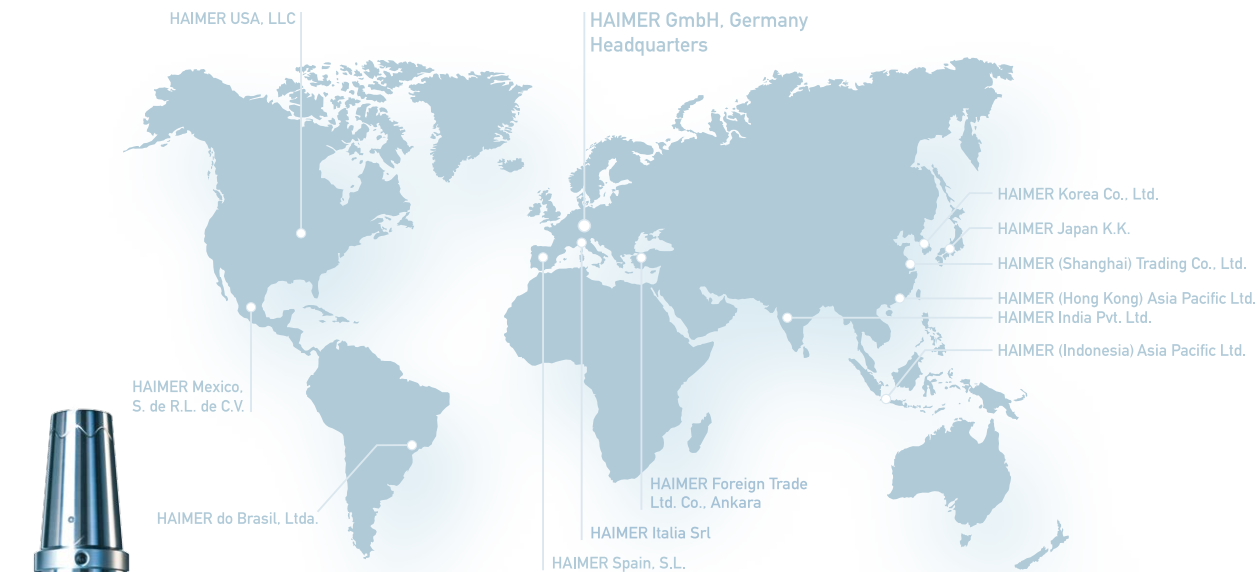 HAIMER USA, LLC
HAIMER GmbH, Germany
Headquarters
HAIMER Korea Co., Ltd.
HAIMER Japan K.K.
HAIMER (Shanghai) Trading Co., Ltd.
HAIMER (Hong Kong) Asia Pacific Ltd.
HAIMER India Pvt. Ltd.
HAIMER (Indonesia) Asia Pacific Ltd.
HAIMER Mexico,
S. de R.L. de C.V.
HAIMER do Brasil, Ltda.
HAIMER Foreign Trade
Ltd. Co., Ankara
HAIMER Italia Srl
HAIMER Spain, S.L.